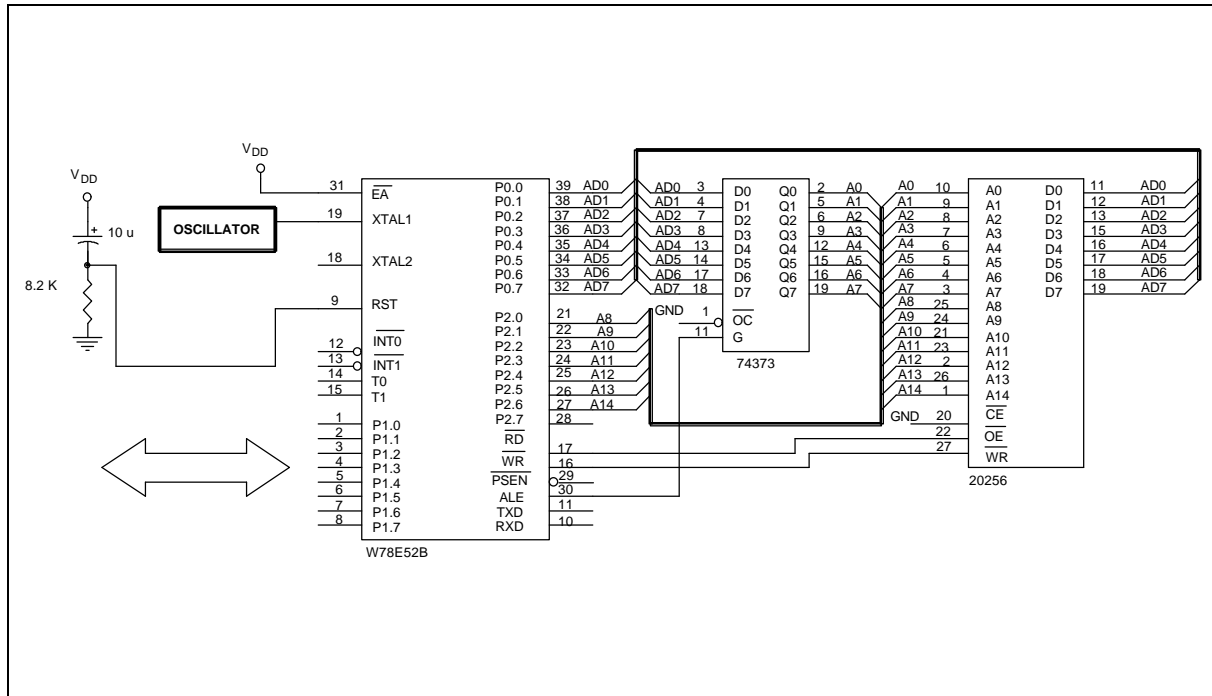 VDD
10 u
8.2 K
VDD
OSCILLATOR
31 EA
19 XTAL1
18 XTAL2
9 RST
12 INT0
13 INT1
14 T0
15 T1
1 P1.0
2 P1.1
3 P1.2
4 P1.3
5 P1.4
6 P1.5
7 P1.6
8 P1.7
P0.0 39 AD0
P0.1 38 AD1
P0.2 37 AD2
P0.3 36 AD3
P0.4 35 AD4
P0.5 34 AD5
P0.6 33 AD6
P0.7 32 AD7
P2.0 21 A8
P2.1 22 A9
P2.2 23 A10
P2.3 24 A11
P2.4 25 A12
P2.5 26 A13
P2.6 27 A14
P2.7 28
RD 17
WR 16
PSEN 29
ALE 30
TXD 11
RXD 10
W78E52B
AD0 3 D0 Q0 2 A0
AD1 4 D1 Q1 5 A1
AD2 7 D2 Q2 6 A2
AD3 8 D3 Q3 9 A3
AD4 13 D4 Q4 12 A4
AD5 14 D5 Q5 15 A5
AD6 17 D6 Q6 16 A6
AD7 18 D7 Q7 19 A7
GND 1 OC
11 G
74373
A0 10 A0 D0 11 AD0
A1 9 A1 D1 12 AD1
A2 8 A2 D2 13 AD2
A3 7 A3 D3 15 AD3
A4 6 A4 D4 16 AD4
A5 5 A5 D5 17 AD5
A6 4 A6 D6 18 AD6
A7 3 A7 D7 19 AD7
A8 25 A8
A9 24 A9
A10 21 A10
A11 23 A11
A12 2 A12
A13 26 A13
A14 1 A14
GND 20 CE
22 OE
27 WR
20256